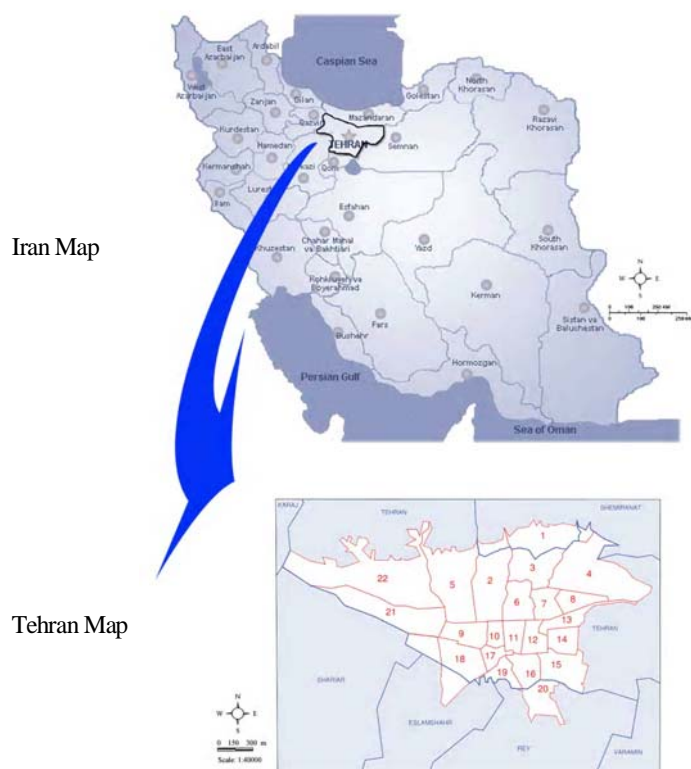 Caspian Sea
East
Azarbaijan
Ardabil
West
Azarbaijan
Gilan
Zanjan
Qazvin
Mazandaran
Golestan
North
Khorasan
Razavi
Khorasan
Kurdestan
Hamedan
TEHRAN
Semnan
Kermanshah
Qom
Ilam
Esfahan
Iran Map
Khuzestan
Chahar Mahal
va Bakhtiari
Yazd
South
Khorasan
Kohkiluyeh va
Boyerahmad
Kerman
N
W E
S
Fars
Bushehr
Sistan va
Baluchestan
Hormozgan
Persian Gulf
Sea of Oman
KARAJ
TEHRAN
SHEMIRANAT
1
22
5
2
3
4
6
7
8
21
13
TEHRAN
Tehran Map
9
10
11
12
14
18
17
19
16
15
20
SHARIAR
ESLAMSHAHR
REY
VARAMIN
N
W E
S
0 150 300 m
Scale: 1:40000